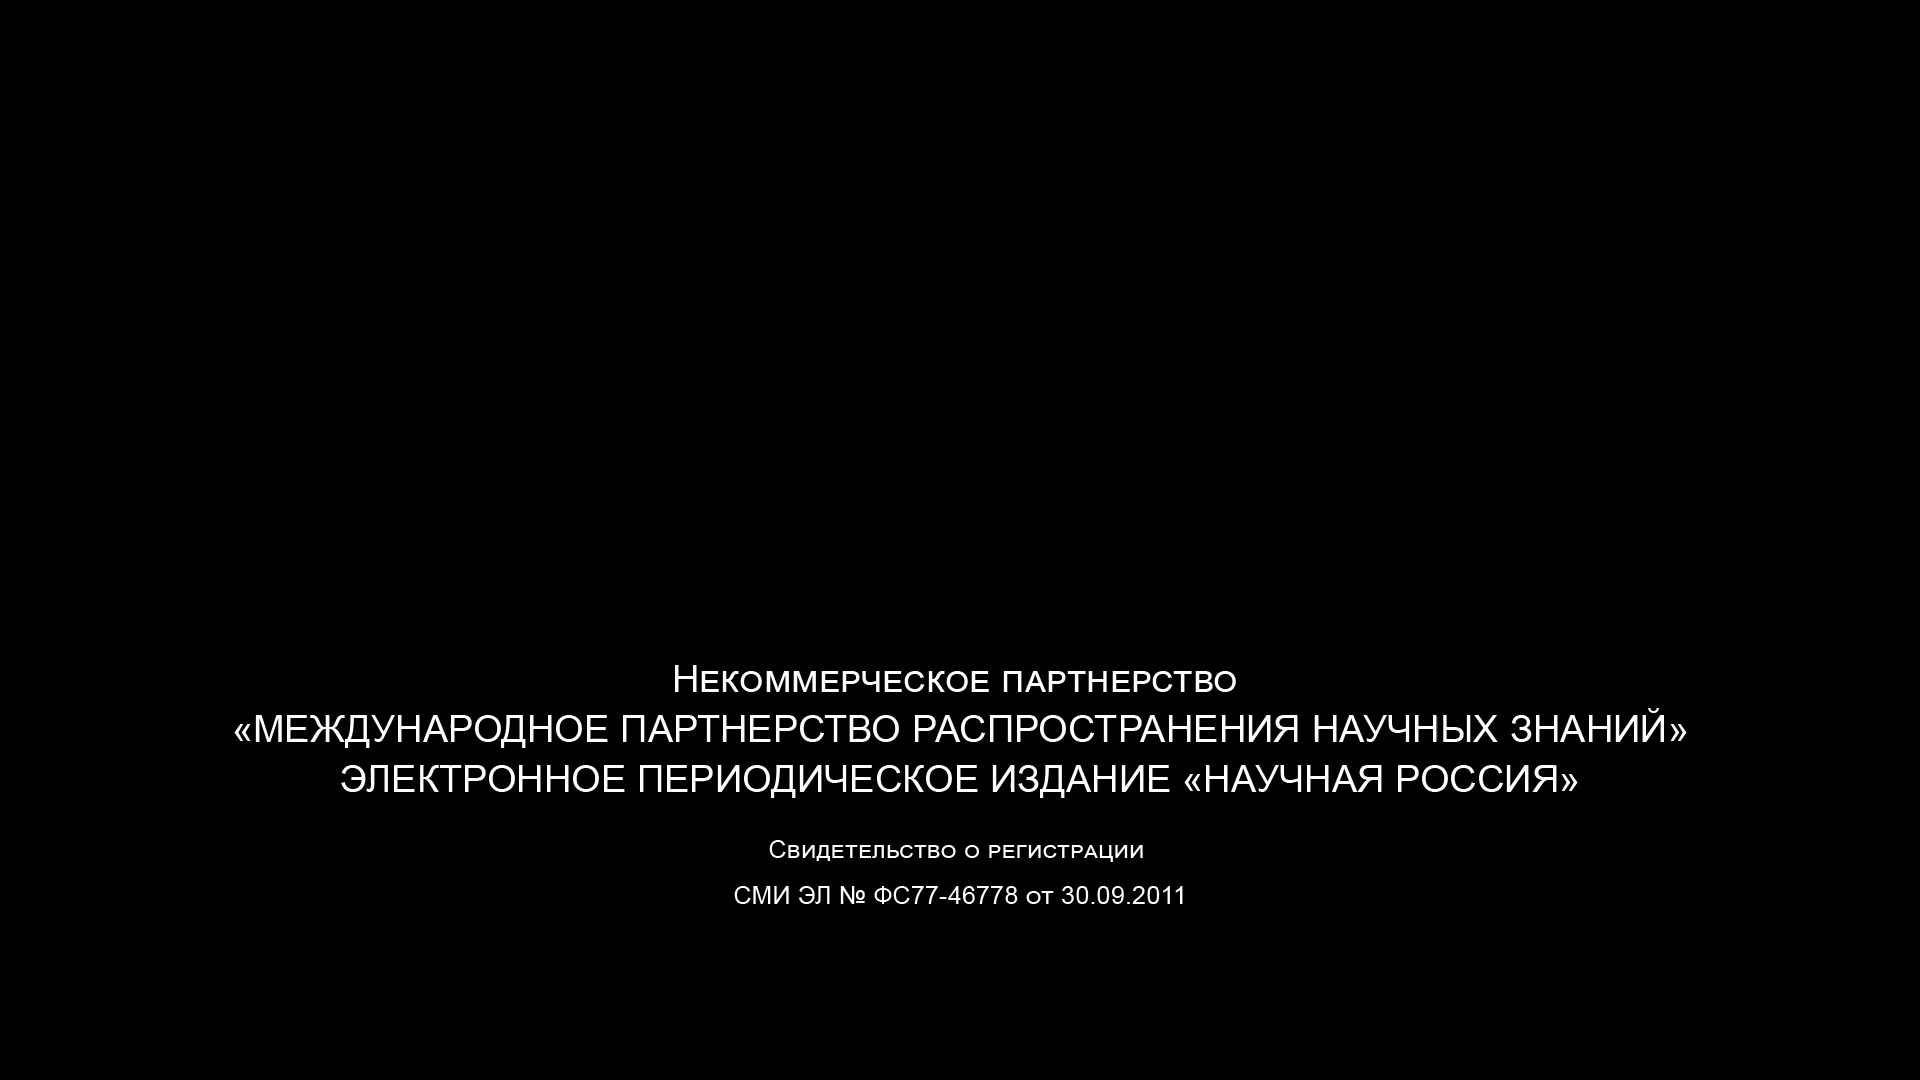 Некоммерческое партнерство
«МЕЖДУНАРОДНОЕ ПАРТНЕРСТВО РАСПРОСТРАНЕНИЯ НАУЧНЫХ ЗНАНИЙ»
ЭЛЕКТРОННОЕ ПЕРИОДИЧЕСКОЕ ИЗДАНИЕ «НАУЧНАЯ РОССИЯ»
Свидетельство о регистрации
СМИ ЭЛ № ФС77-46778 от 30.09.2011